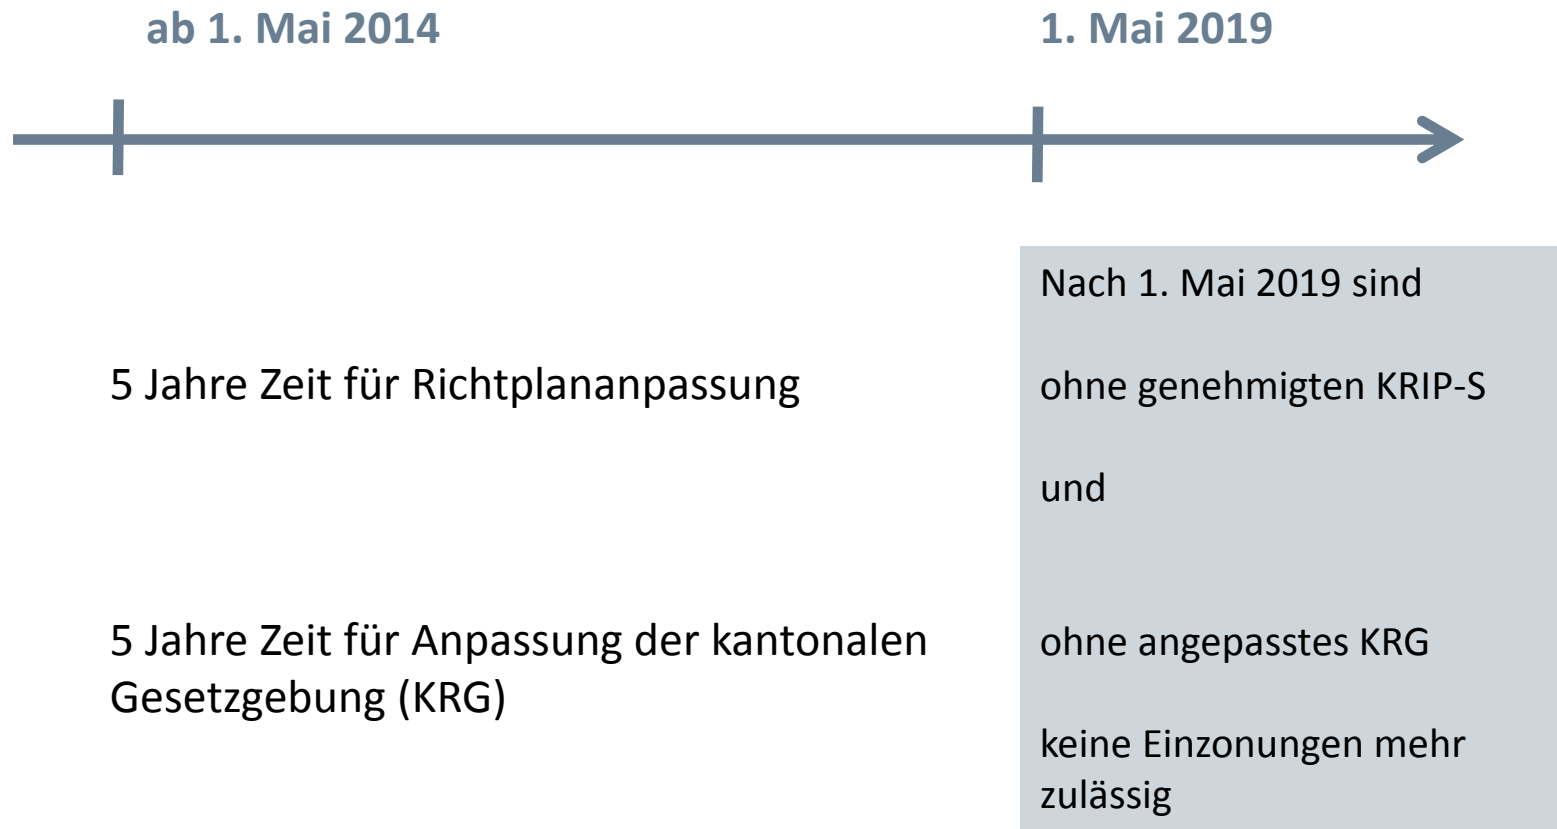 ab 1. Mai 2014
1. Mai 2019
5 Jahre Zeit für Richtplananpassung
5 Jahre Zeit für Anpassung der kantonalen
Gesetzgebung (KRG)
Nach 1. Mai 2019 sind
ohne genehmigten KRIP-S
und
ohne angepasstes KRG
keine Einzonungen mehr
zulässig